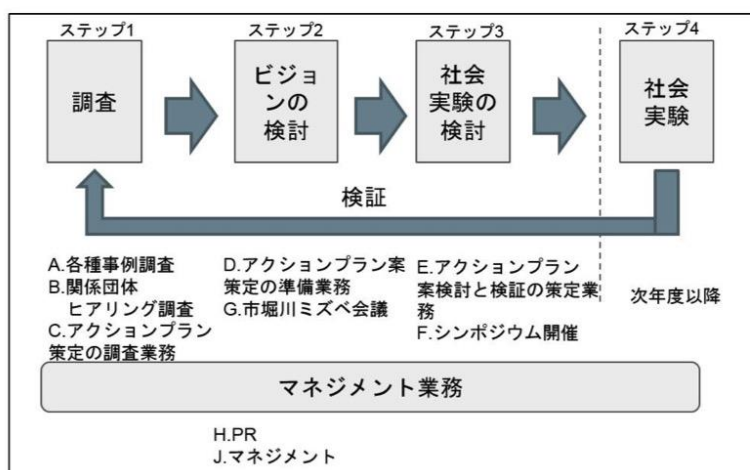 ステップ1
ステップ2
ステップ3
ステップ4
調査
ビジョ
ンの
検討
社会
実験の
検討
社会
実験
検証
A.各種事例調査
B.関係団体
ヒアリング調査
C.アクションプラン
策定の調査業務
D.アクションプラン案
策定の準備業務
G.市堀川ミズベ会議
E.アクションプラン
案検討と検証の策定業
務
F.シンポジウム開催
次年度以降
マネジメント業務
H.PR
J.マネジメント